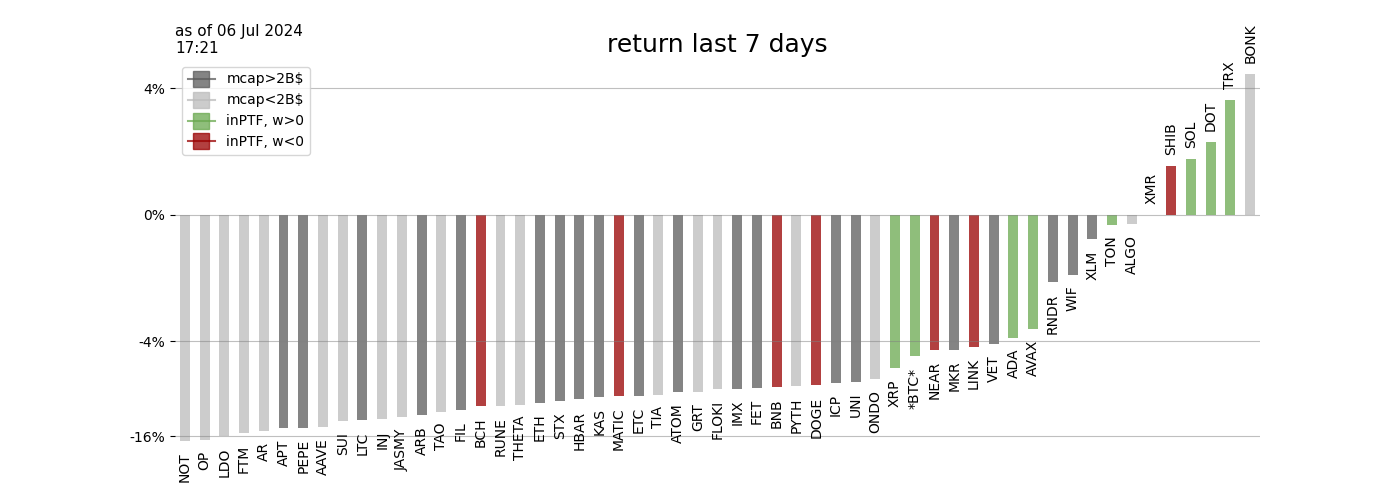 as of 06 Jul 2024
17:21
return last 7 days
mcap>2B$
mcap<2B$
inPTF, w>0
inPTF, w<0
4%
0%
-4%
-16%
NOT
OP
LDO
FTM
AR
APT
PEPE
AAVE
SUI
LTC
INJ
JASMY
ARB
TAO
FIL
BCH
RUNE
THETA
ETH
STX
HBAR
KAS
MATIC
ETC
TIA
ATOM
GRT
FLOKI
IMX
FET
BNB
PYTH
DOGE
ICP
UNI
ONDO
XRP
*BTC*
NEAR
MKR
LINK
VET
ADA
AVAX
RNDR
WIF
XLM
TON
ALGO
XMR
SHIB
SOL
DOT
TRX
BONK